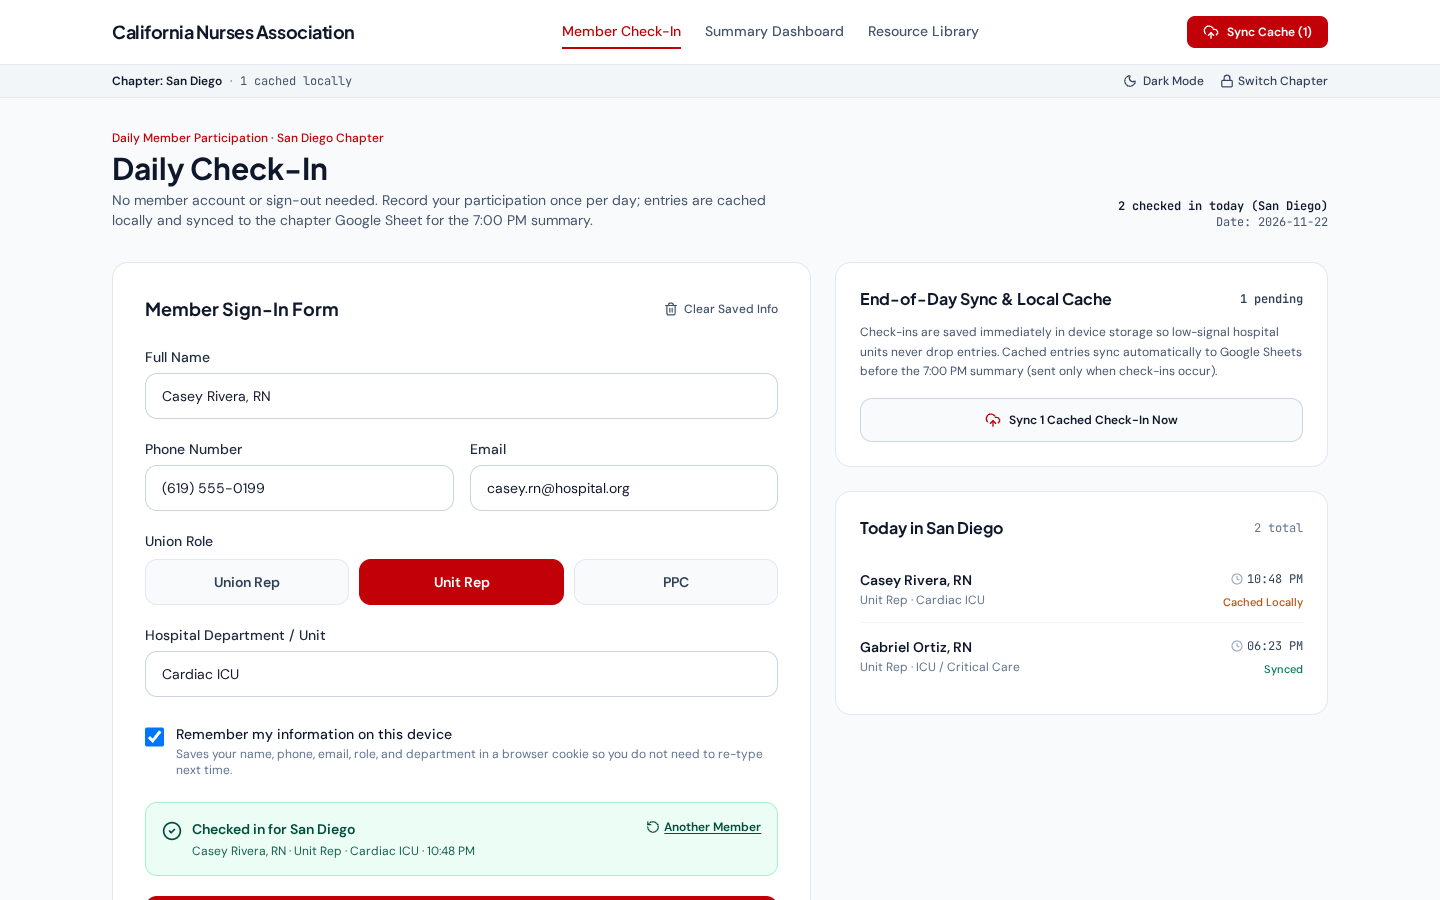 California Nurses Association
Member Check-In
Summary Dashboard
Resource Library
Sync Cache (1)
Chapter: San Diego · 1 cached locally
Dark Mode
Switch Chapter
Daily Member Participation · San Diego Chapter
Daily Check-In
No member account or sign-out needed. Record your participation once per day; entries are cached
locally and synced to the chapter Google Sheet for the 7:00 PM summary.
2 checked in today (San Diego)
Date: 2026-11-22
Member Sign-In Form
Clear Saved Info
Full Name
Casey Rivera, RN
Phone Number
Email
(619) 555-0199
casey.rn@hospital.org
Union Role
Union Rep
Unit Rep
PPC
Hospital Department / Unit
Cardiac ICU
Remember my information on this device
Saves your name, phone, email, role, and department in a browser cookie so you do not need to re-type
next time.
Checked in for San Diego
Another Member
Casey Rivera, RN · Unit Rep · Cardiac ICU · 10:48 PM
End-of-Day Sync & Local Cache
1 pending
Check-ins are saved immediately in device storage so low-signal hospital
units never drop entries. Cached entries sync automatically to Google Sheets
before the 7:00 PM summary (sent only when check-ins occur).
Sync 1 Cached Check-In Now
Today in San Diego
2 total
Casey Rivera, RN
10:48 PM
Unit Rep · Cardiac ICU
Cached Locally
Gabriel Ortiz, RN
06:23 PM
Unit Rep · ICU / Critical Care
Synced